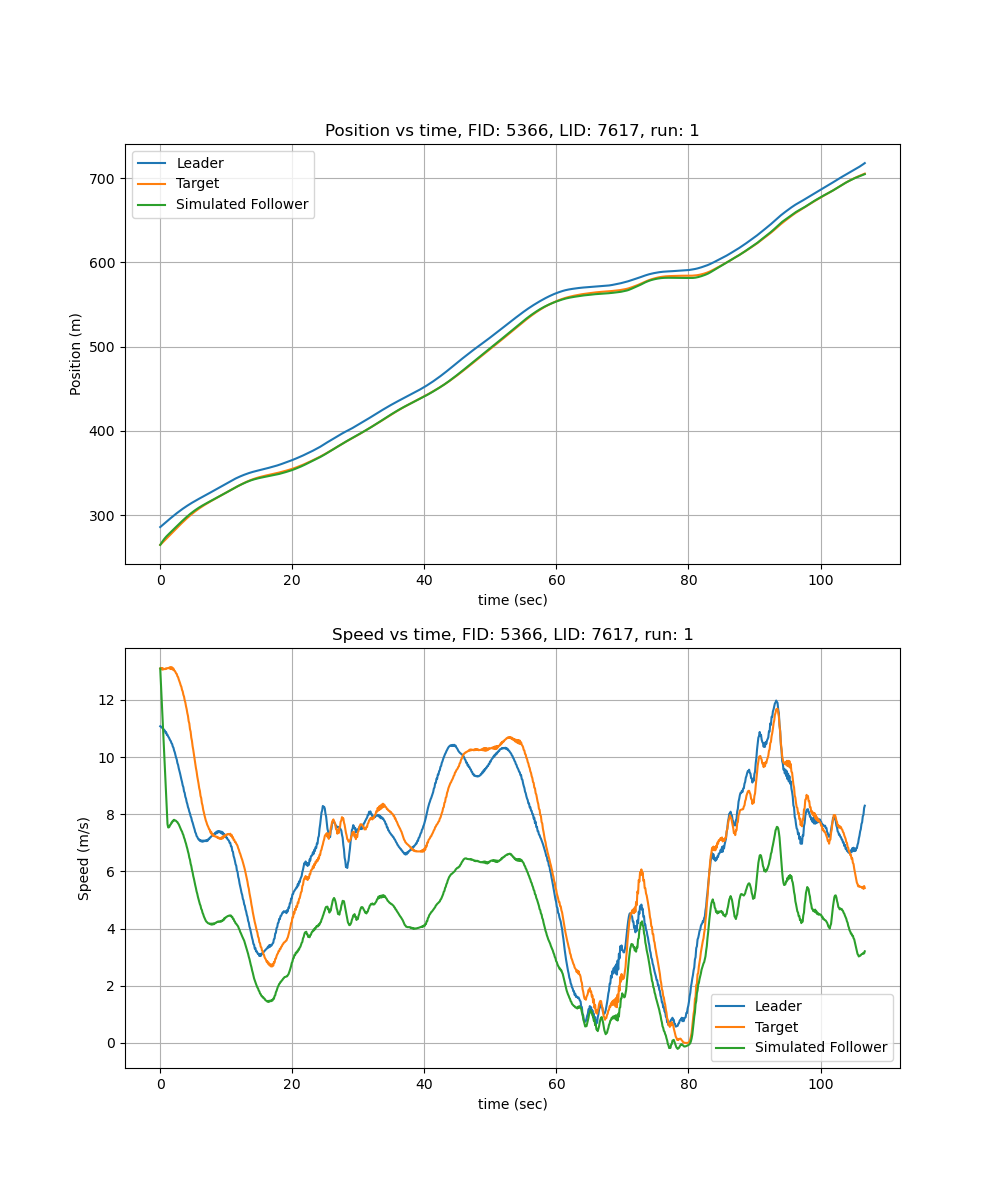 Position vs time, FID: 5366, LID: 7617, run: 1
Leader
Target
Simulated Follower
700
600
500
400
300
Position (m)
0 20 40 60 80 100
time (sec)
Speed vs time, FID: 5366, LID: 7617, run: 1
12
10
8
6
4
2
0
Speed (m/s)
Leader
Target
Simulated Follower
0 20 40 60 80 100
time (sec)